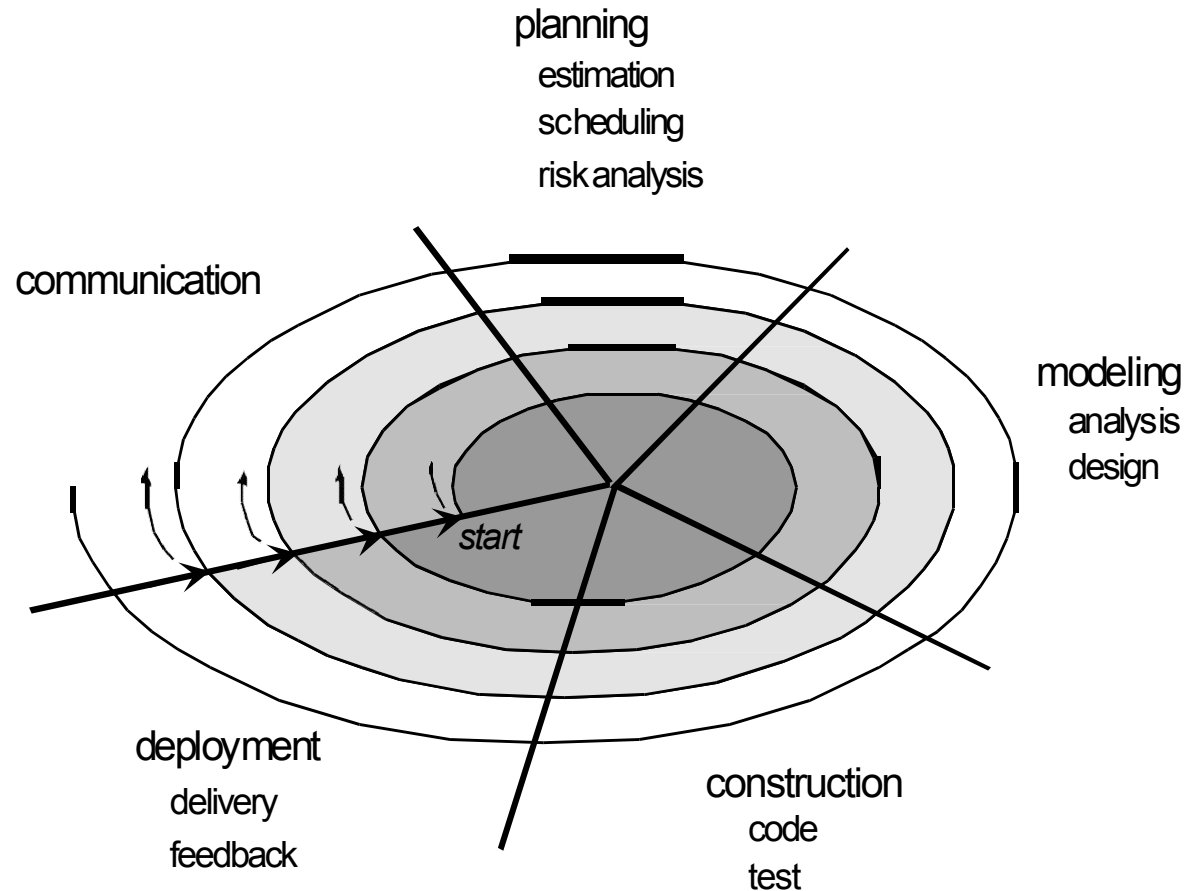 planning
estimation
scheduling
risk analysis
communication
modeling
analysis
design
start
deployment
delivery
feedback
construction
code
test